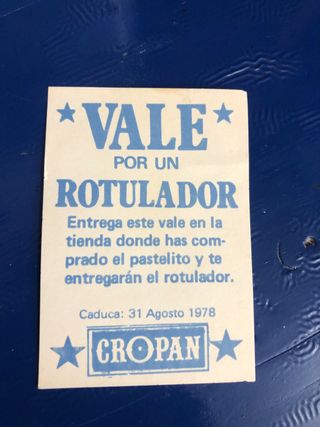 VALE
POR UN
ROTULADOR
Entrega este vale en la
tienda donde has com-
prado el pastelito y te
entregarán el rotulador.
Caduca: 31 Agosto 1978
CROPAN